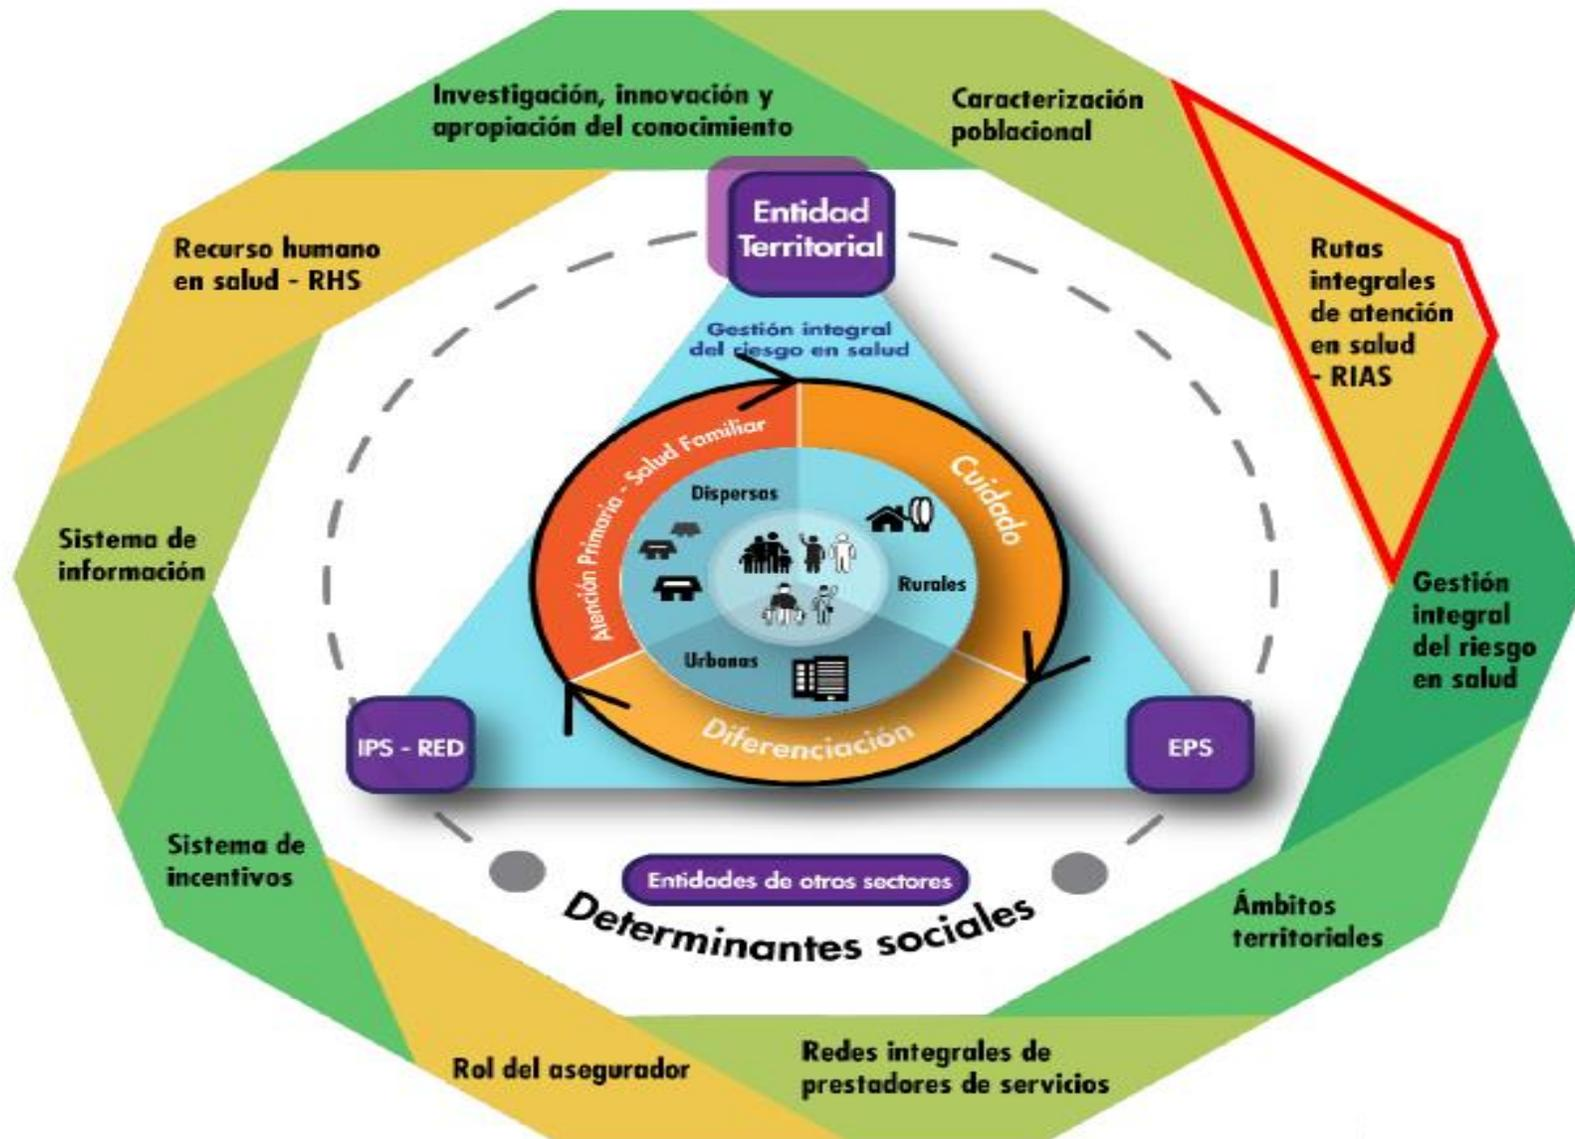 Investigación, innovación y
apropiación del conocimiento
Caracterización
poblacional
Rutas
integrales
de atención
en salud
- RIAS
Gestión
integral
del riesgo
en salud
Ámbitos
territoriales
Redes integrales de
prestadores de servicios
Rol del asegurador
Sistema de
incentivos
Sistema de
información
Recurso humano
en salud - RHS
Entidad
Territorial
Gestión integral
del riesgo en salud
Atención Primaria - Salud Familiar
Cuidado
Diferenciación
Dispersas
Rurales
Urbanas
IPS - RED
EPS
Entidades de otros sectores
Determinantes sociales